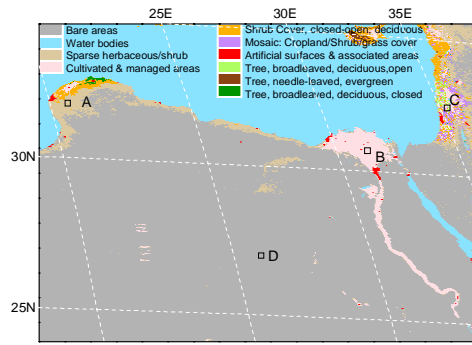 25E
30E
35E
Bare areas
Water bodies
Sparse herbaceous/shrub
Cultivated & managed areas
Shrub Cover, closed-open, deciduous
Mosaic: Cropland/Shrub/grass cover
Artificial surfaces & associated areas
Tree, broadleaved, deciduous,open
Tree, needle-leaved, evergreen
Tree, broadleaved, deciduous, closed
A
C
30N
B
D
25N